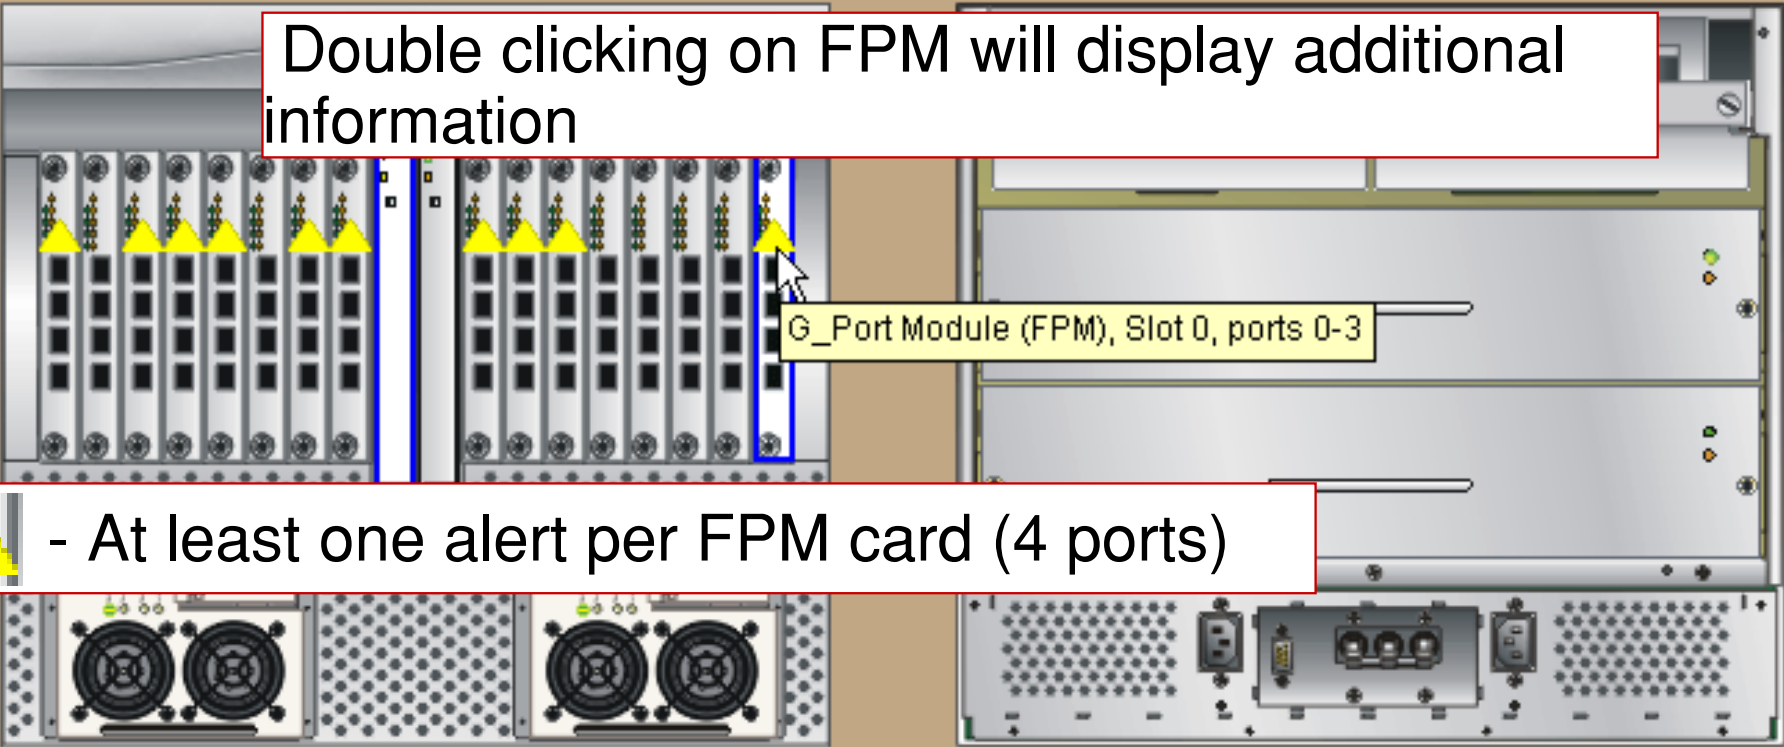 Double clicking on FPM will display additional
information
G_Port Module (FPM), Slot 0, ports 0-3
- At least one alert per FPM card (4 ports)